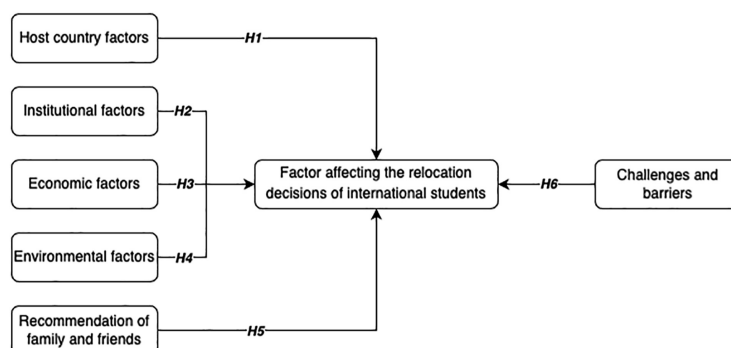 Host country factors
H1
Institutional factors
H2
Economic factors
H3
Factor affecting the relocation
decisions of international students
H6
Challenges and
barriers
Environmental factors
H4
Recommendation of
family and friends
H5